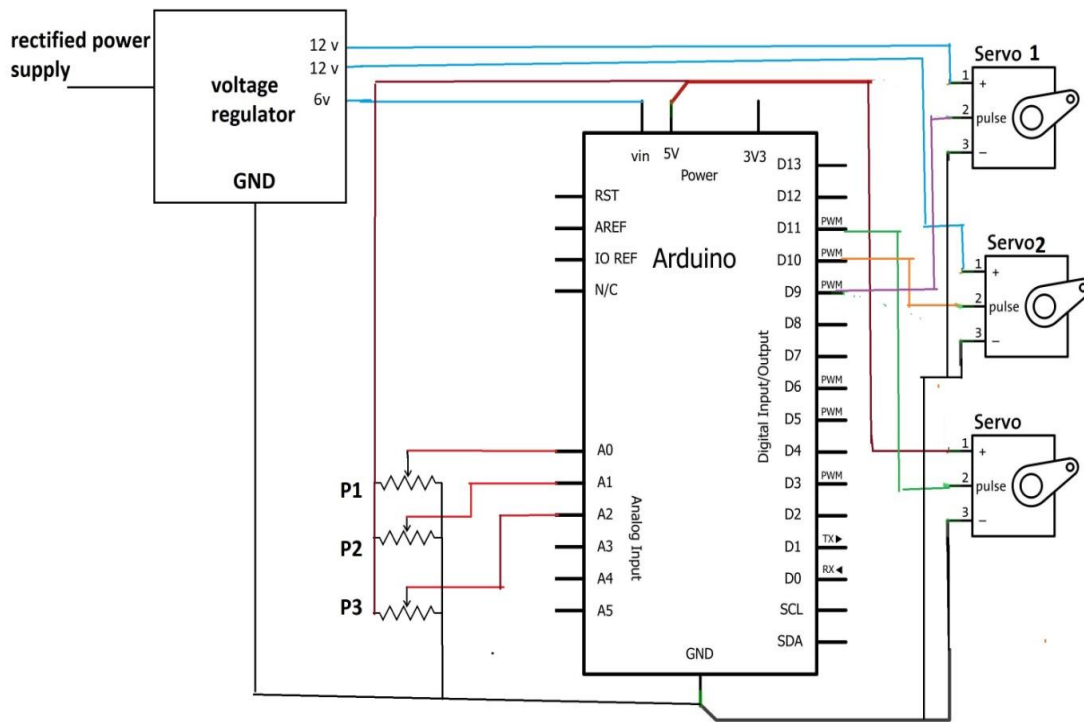 rectified power
supply
12 v
12 v
6v
voltage
regulator
GND
vin
5V
3V3
Power
Arduino
RST
AREF
IO REF
N/C
A0
A1
A2
A3
A4
A5
Analog Input
D13
D12
D11 PWM
D10 PWM
D9 PWM
D8
D7
D6 PWM
D5 PWM
D4
D3 PWM
D2
D1 TX▶
D0 RX◀
SCL
SDA
Digital Input/Output
GND
P1
P2
P3
Servo 1
1 +
2 pulse
3 −
Servo2
1 +
2 pulse
3 −
Servo
1 +
2 pulse
3 −